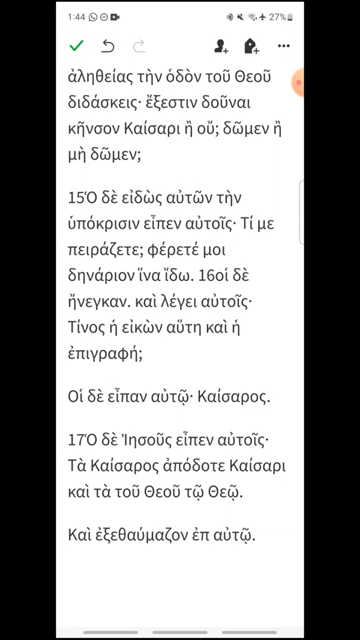 1:44
27%
ἀληθείας τὴν ὁδὸν τοῦ Θεοῦ
διδάσκεις· ἔξεστιν δοῦναι
κῆνσον Καίσαρι ἢ οὔ; δῶμεν ἢ
μὴ δῶμεν;
15Ὁ δὲ εἰδὼς αὐτῶν τὴν
ὑπόκρισιν εἶπεν αὐτοῖς· Τί με
πειράζετε; φέρετέ μοι
δηνάριον ἵνα ἴδω. 16οἱ δὲ
ἤνεγκαν. καὶ λέγει αὐτοῖς·
Τίνος ἡ εἰκὼν αὕτη καὶ ἡ
ἐπιγραφή;
Οἱ δὲ εἶπαν αὐτῷ· Καίσαρος.
17Ὁ δὲ Ἰησοῦς εἶπεν αὐτοῖς·
Τὰ Καίσαρος ἀπόδοτε Καίσαρι
καὶ τὰ τοῦ Θεοῦ τῷ Θεῷ.
Καὶ ἐξεθαύμαζον ἐπ αὐτῷ.